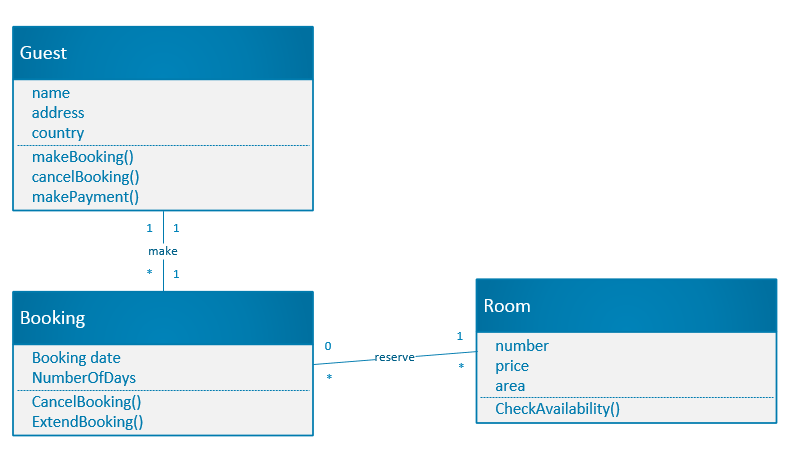 Guest
name
address
country
makeBooking()
cancelBooking()
makePayment()
1 1
make
* 1
Booking
Booking date
NumberOfDays
CancelBooking()
ExtendBooking()
0 1
reserve
* *
Room
number
price
area
CheckAvailability()